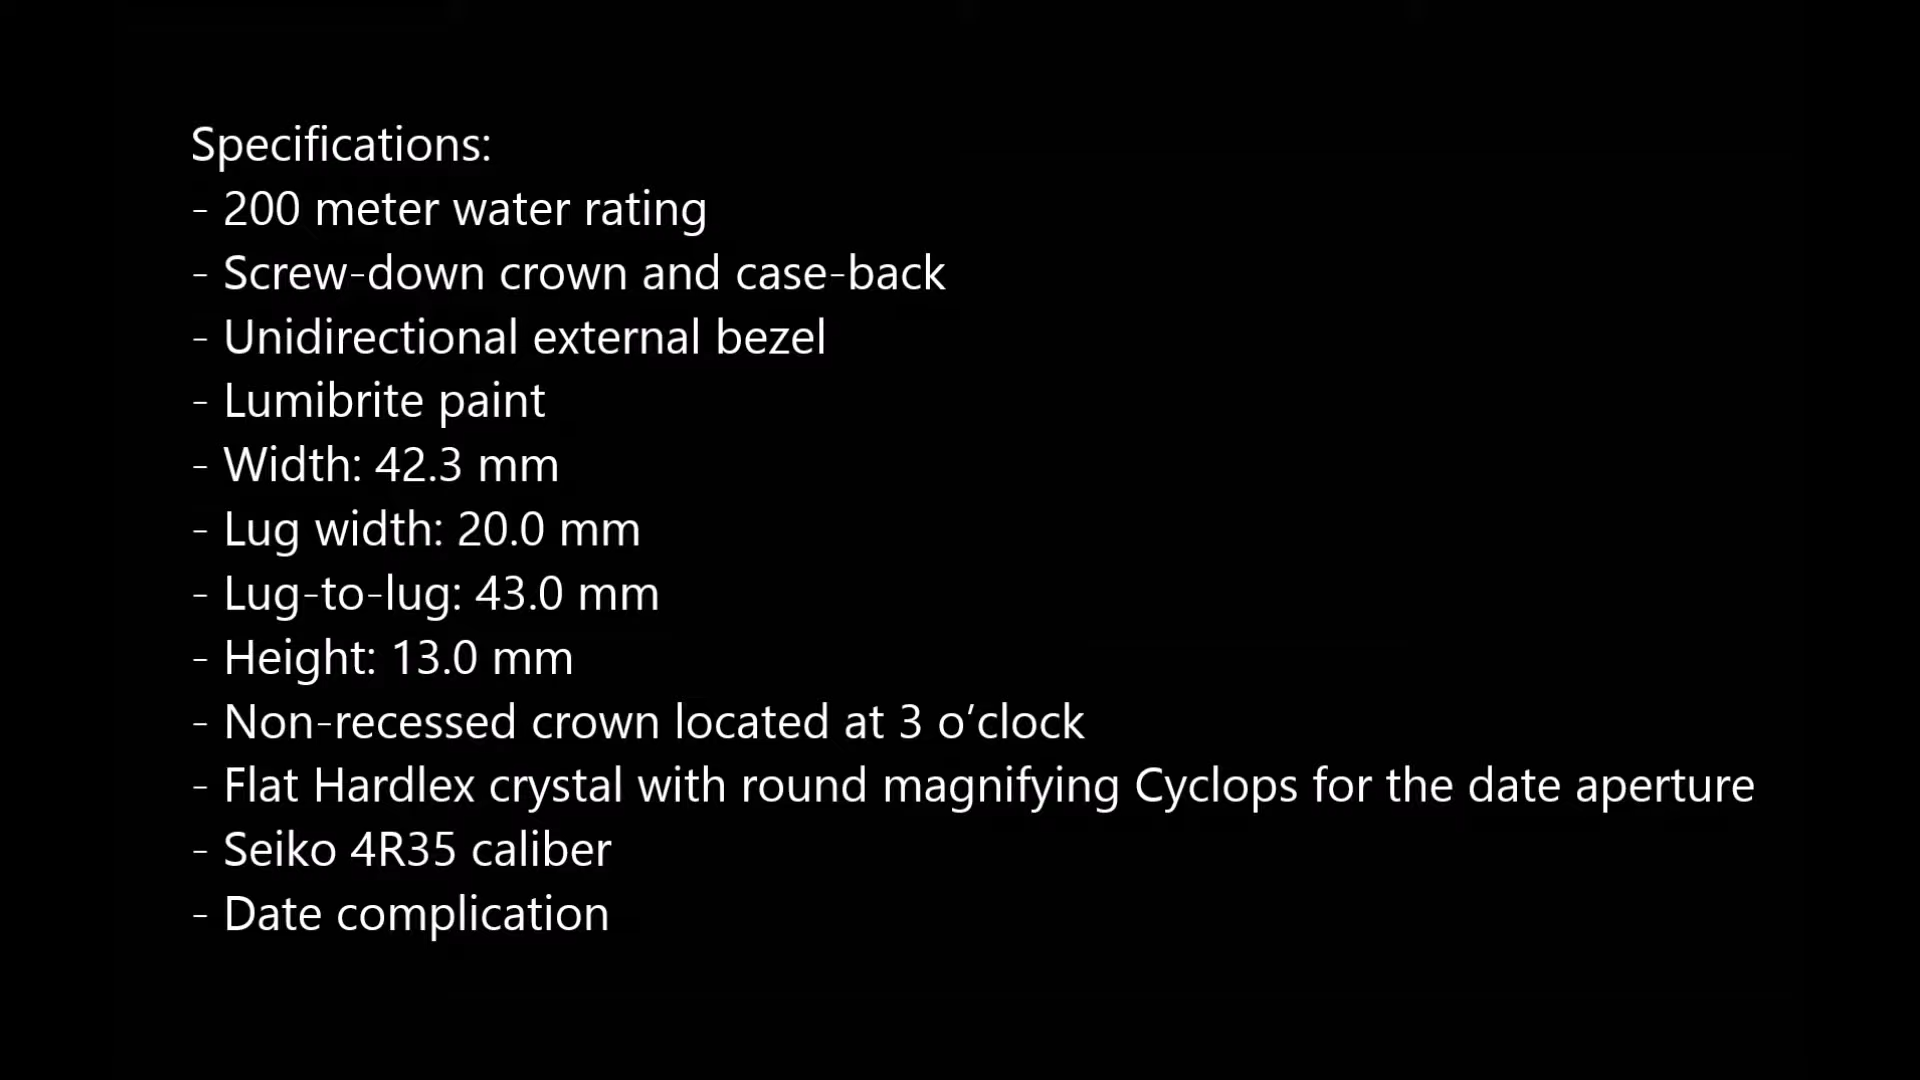 Specifications:
- 200 meter water rating
- Screw-down crown and case-back
- Unidirectional external bezel
- Lumibrite paint
- Width: 42.3 mm
- Lug width: 20.0 mm
- Lug-to-lug: 43.0 mm
- Height: 13.0 mm
- Non-recessed crown located at 3 o’clock
- Flat Hardlex crystal with round magnifying Cyclops for the date aperture
- Seiko 4R35 caliber
- Date complication